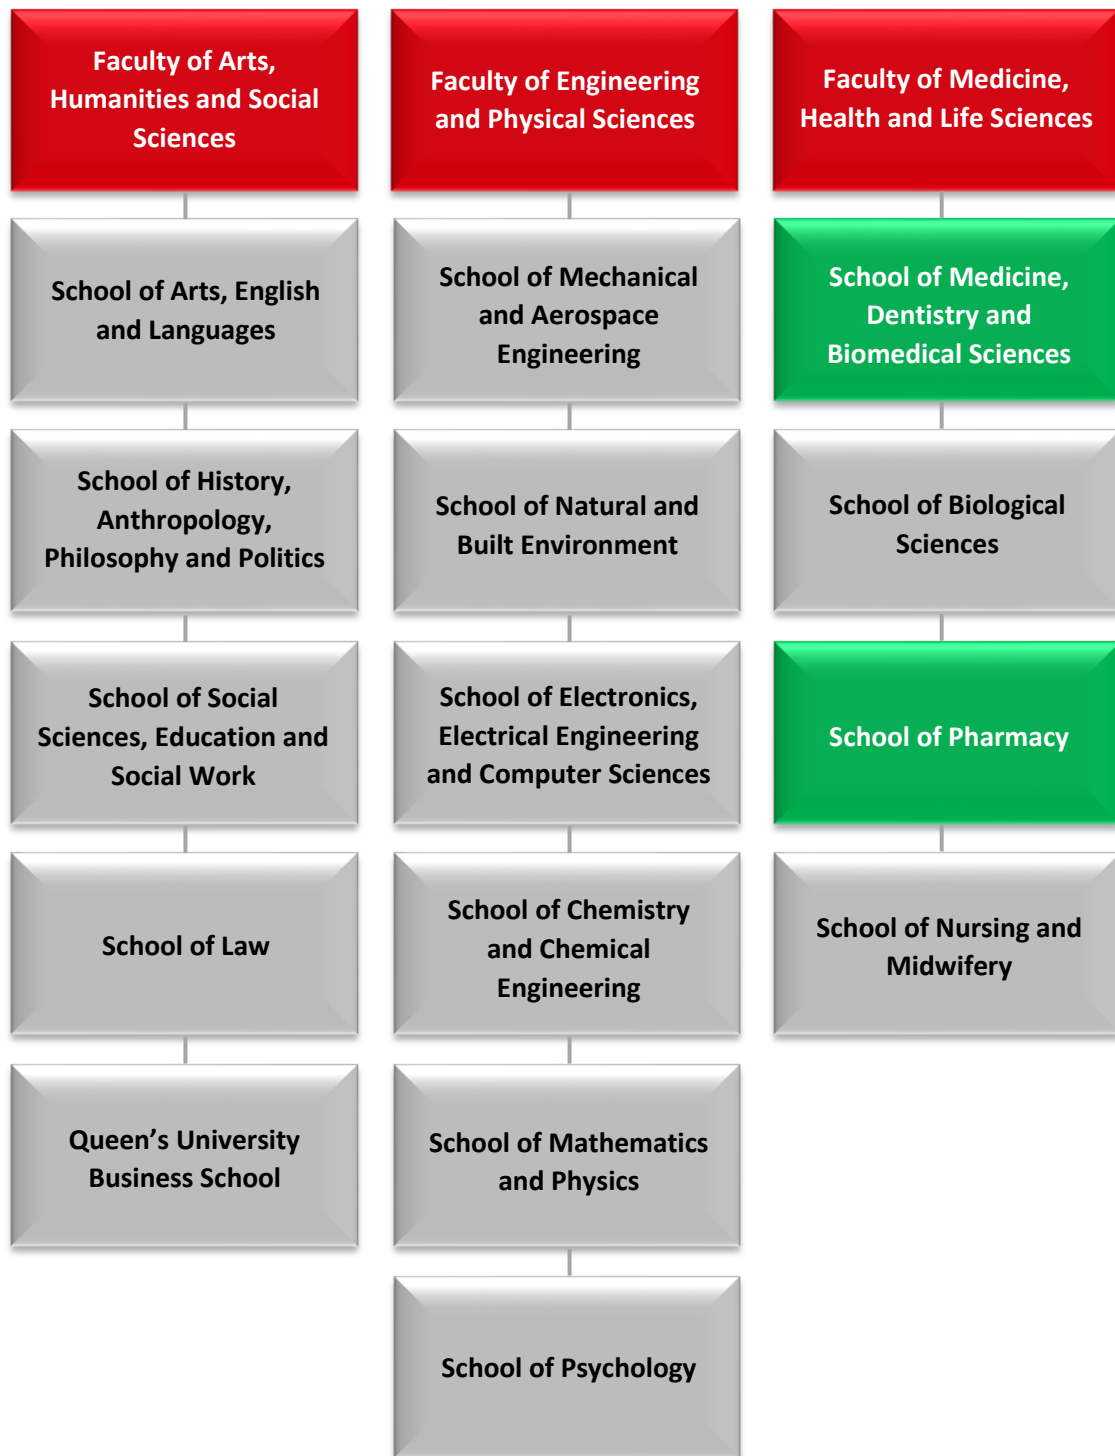 Faculty of Arts,
Humanities and Social
Sciences
School of Arts, English
and Languages
School of History,
Anthropology,
Philosophy and Politics
School of Social
Sciences, Education and
Social Work
School of Law
Queen’s University
Business School
Faculty of Engineering
and Physical Sciences
School of Mechanical
and Aerospace
Engineering
School of Natural and
Built Environment
School of Electronics,
Electrical Engineering
and Computer Sciences
School of Chemistry
and Chemical
Engineering
School of Mathematics
and Physics
School of Psychology
Faculty of Medicine,
Health and Life Sciences
School of Medicine,
Dentistry and
Biomedical Sciences
School of Biological
Sciences
School of Pharmacy
School of Nursing and
Midwifery